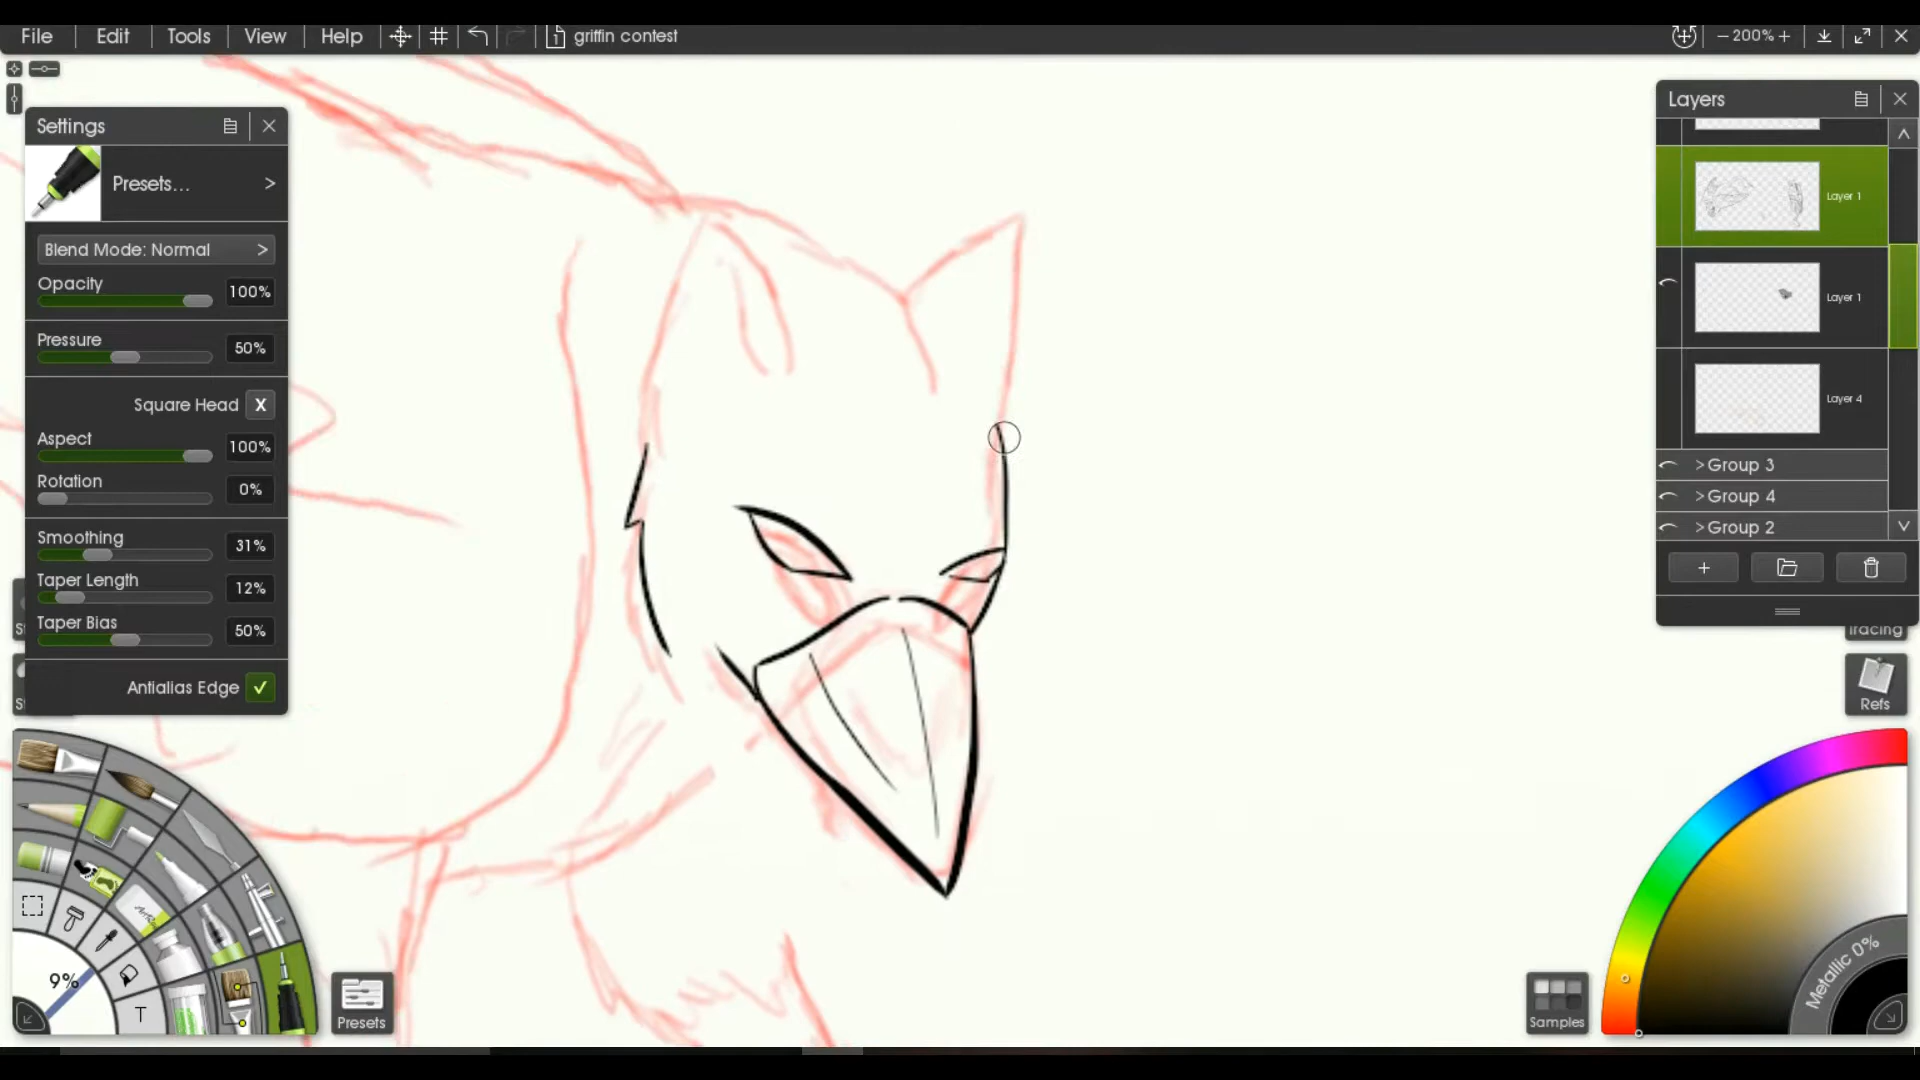 File Edit Tools View Help 1 griffin contest −200%+
Settings
Presets... >
Blend Mode: Normal >
Opacity 100%
Pressure 50%
Square Head X
Aspect 100%
Rotation 0%
Smoothing 31%
Taper Length 12%
Taper Bias 50%
Antialias Edge ✓
9%
T
Presets
Layers
Layer 1
Layer 1
Layer 4
>Group 3
>Group 4
>Group 2
+
Tracing
Refs
Metallic 0%
Samples